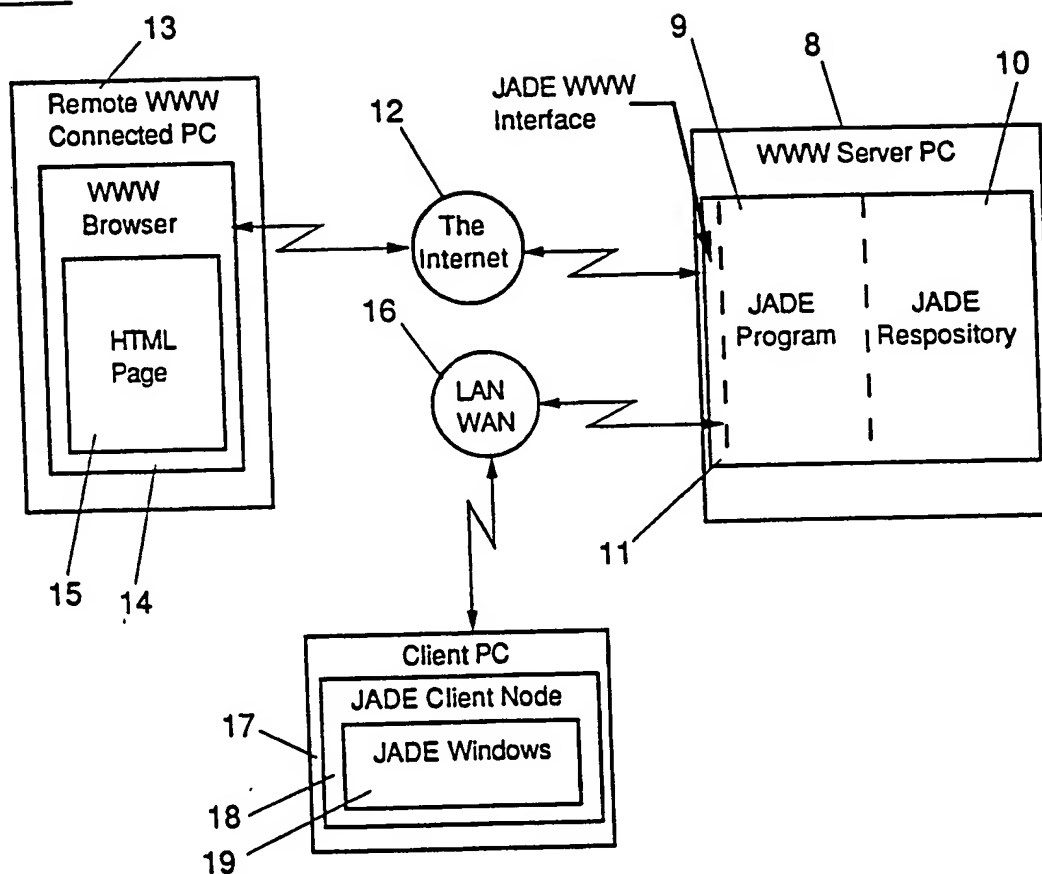 13
Remote WWW
Connected PC
WWW
Browser
HTML
Page
15
14
12
The
Internet
16
LAN
WAN
JADE WWW
Interface
9
8
10
WWW Server PC
JADE
Program
JADE
Respository
11
Client PC
JADE Client Node
JADE Windows
17
18
19